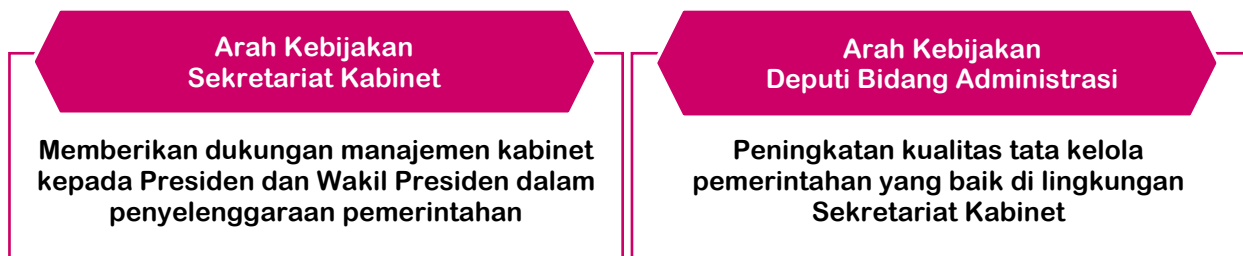 Arah Kebijakan
Sekretariat Kabinet
Memberikan dukungan manajemen kabinet
kepada Presiden dan Wakil Presiden dalam
penyelenggaraan pemerintahan
Arah Kebijakan
Deputi Bidang Administrasi
Peningkatan kualitas tata kelola
pemerintahan yang baik di lingkungan
Sekretariat Kabinet